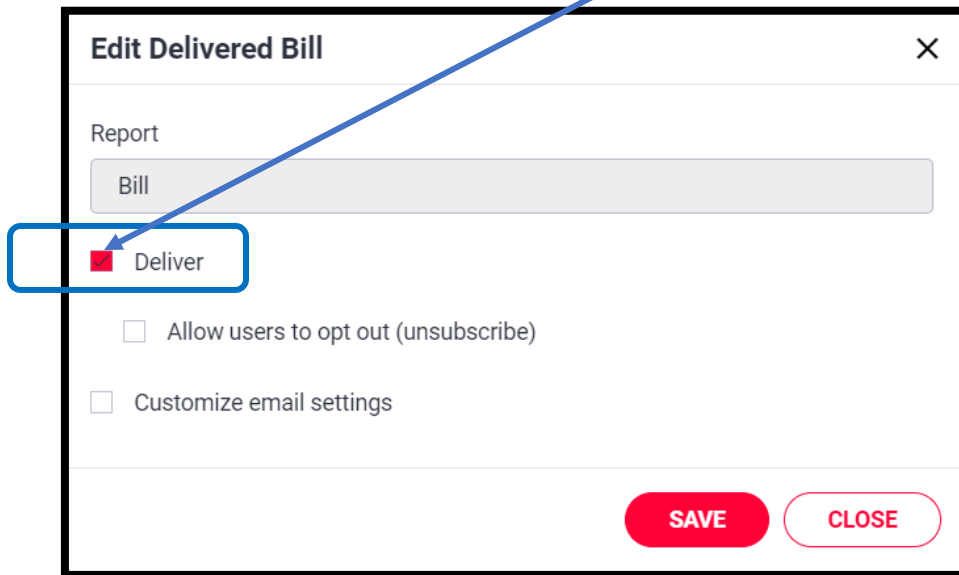 Edit Delivered Bill
Report
Bill
Deliver
Allow users to opt out (unsubscribe)
Customize email settings
SAVE CLOSE